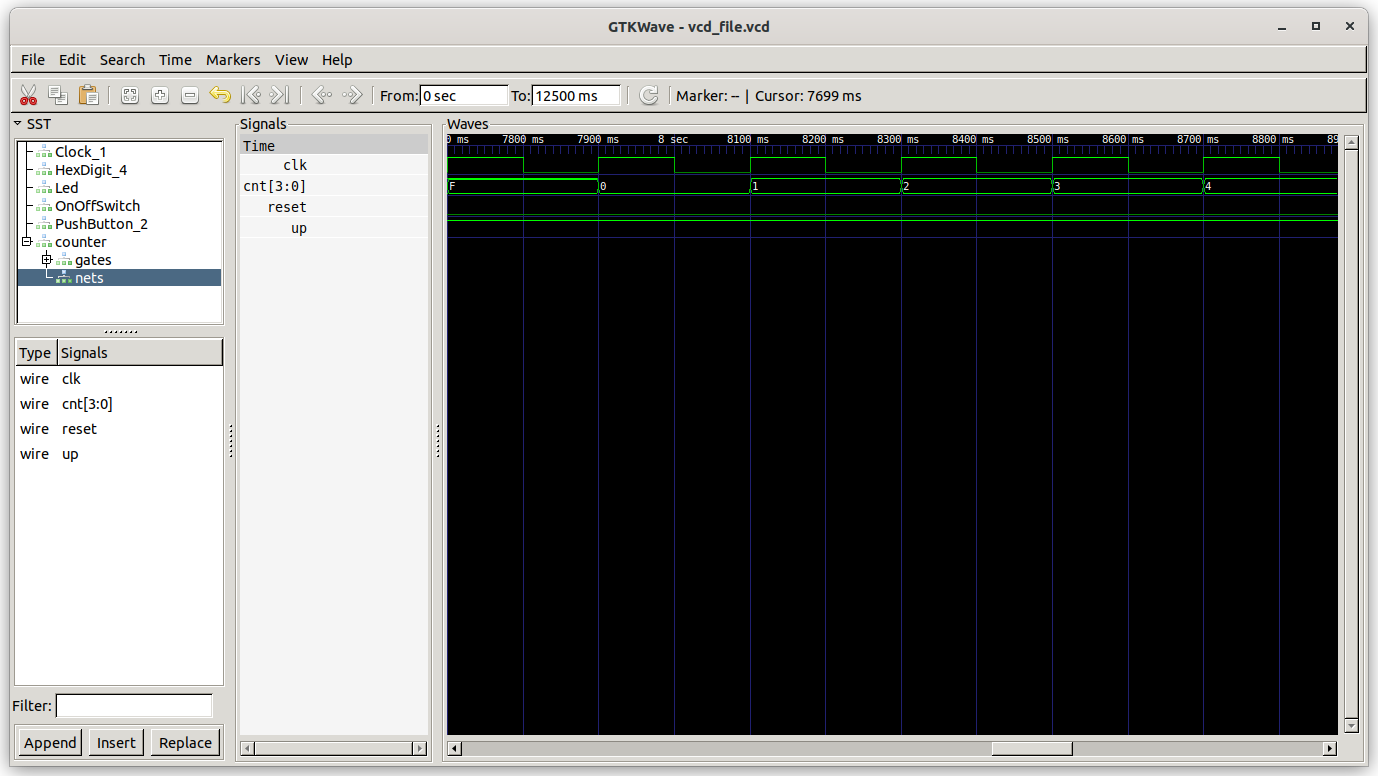 GTKWave - vcd_file.vcd
File Edit Search Time Markers View Help
From: 0 sec To: 12500 ms Marker: -- | Cursor: 7699 ms
SST
Clock_1
HexDigit_4
Led
OnOffSwitch
PushButton_2
counter
gates
nets
Type Signals
wire clk
wire cnt[3:0]
wire reset
wire up
Filter:
Append Insert Replace
Signals
Time
clk
cnt[3:0]
reset
up
Waves
0 ms 7800 ms 7900 ms 8 sec 8100 ms 8200 ms 8300 ms 8400 ms 8500 ms 8600 ms 8700 ms 8800 ms 89
F 0 1 2 3 4